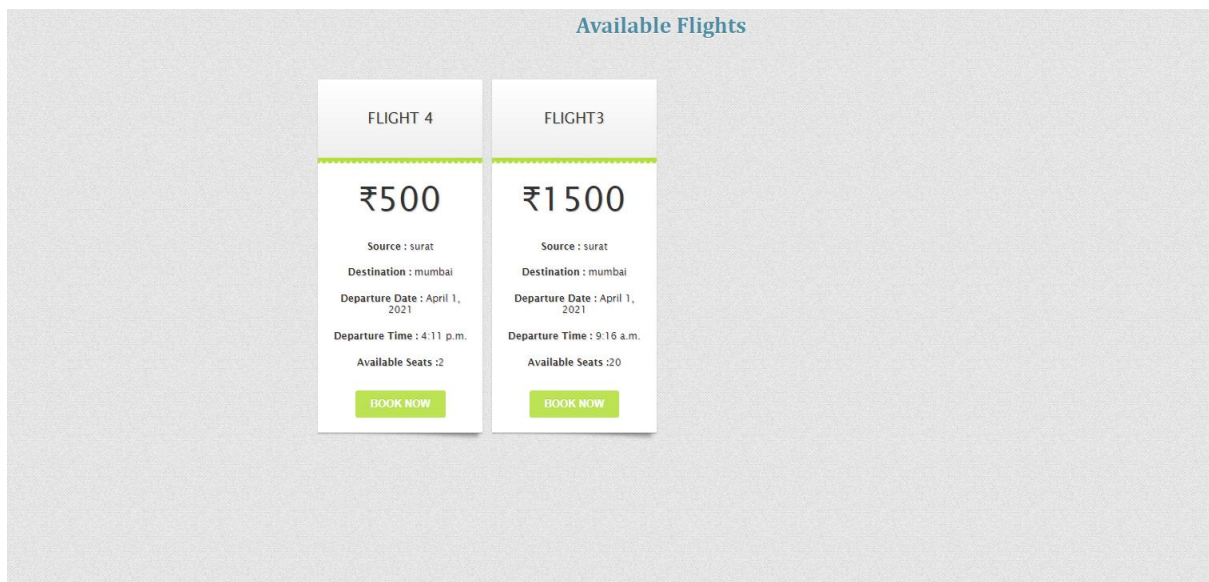 Available Flights
FLIGHT 4
₹500
Source : surat
Destination : mumbai
Departure Date : April 1,
2021
Departure Time : 4:11 p.m.
Available Seats :2
BOOK NOW
FLIGHT3
₹1500
Source : surat
Destination : mumbai
Departure Date : April 1,
2021
Departure Time : 9:16 a.m.
Available Seats :20
BOOK NOW